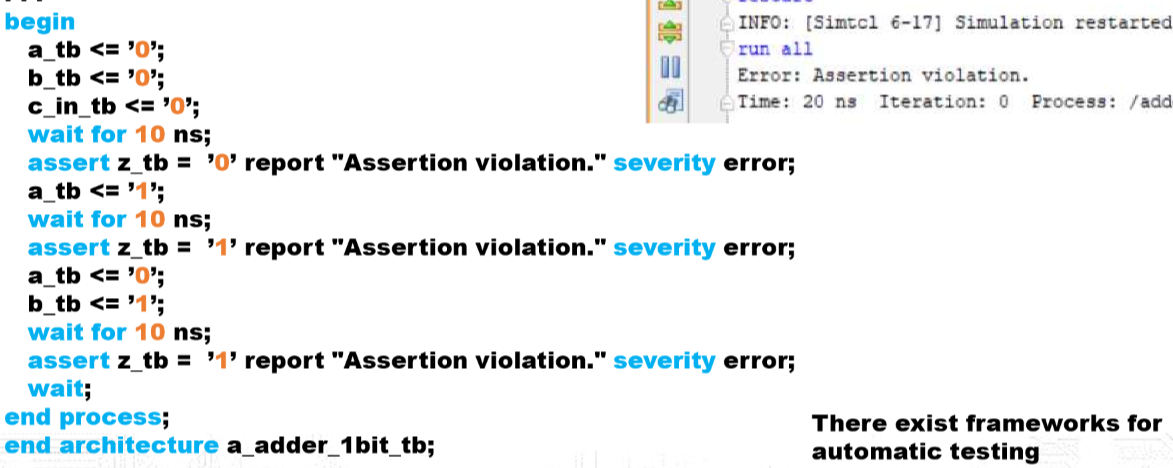 begin
a_tb <= ’0’;
b_tb <= ’0’;
c_in_tb <= ’0’;
wait for 10 ns;
assert z_tb = ’0’ report "Assertion violation." severity error;
a_tb <= ’1’;
wait for 10 ns;
assert z_tb = ’1’ report "Assertion violation." severity error;
a_tb <= ’0’;
b_tb <= ’1’;
wait for 10 ns;
assert z_tb = ’1’ report "Assertion violation." severity error;
wait;
end process;
end architecture a_adder_1bit_tb;
INFO: [Simtcl 6-17] Simulation restarted
run all
Error: Assertion violation.
Time: 20 ns Iteration: 0 Process: /add
There exist frameworks for
automatic testing